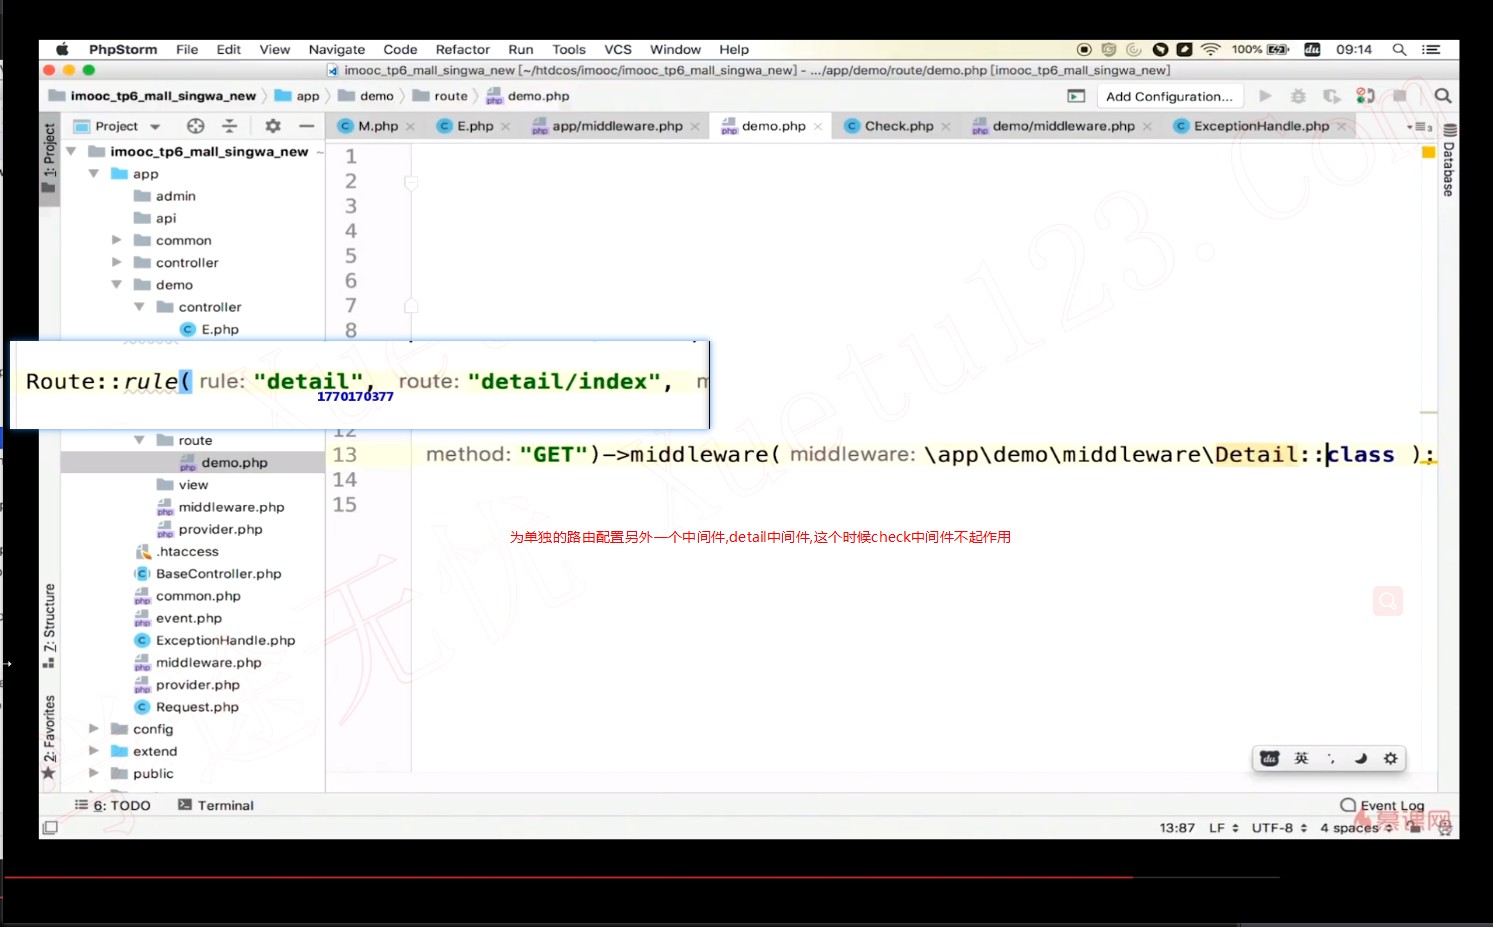 PhpStorm File Edit View Navigate Code Refactor Run Tools VCS Window Help 100% du 09:14
imooc_tp6_mall_singwa_new [~/htdcos/imooc/imooc_tp6_mall_singwa_new] - .../app/demo/route/demo.php [imooc_tp6_mall_singwa_new]
imooc_tp6_mall_singwa_new app demo route demo.php Add Configuration...
Project M.php E.php app/middleware.php demo.php Check.php demo/middleware.php ExceptionHandle.php
1: Project
Database
imooc_tp6_mall_singwa_new
app
admin
api
common
controller
demo
controller
E.php
1
2
3
4
5
6
7
8
Route::rule( rule: "detail", route: "detail/index",
1770170377
route
demo.php
view
middleware.php
provider.php
.htaccess
BaseController.php
common.php
event.php
ExceptionHandle.php
middleware.php
provider.php
Request.php
config
extend
public
12
13 method: "GET")->middleware( middleware: \app\demo\middleware\Detail::class );
14
15
为单独的路由配置另外一个中间件,detail中间件,这个时候check中间件不起作用
Z: Structure
2: Favorites
du 英
6: TODO Terminal Event Log
13:87 LF UTF-8 4 spaces
慕课网
Xuetu123.Com